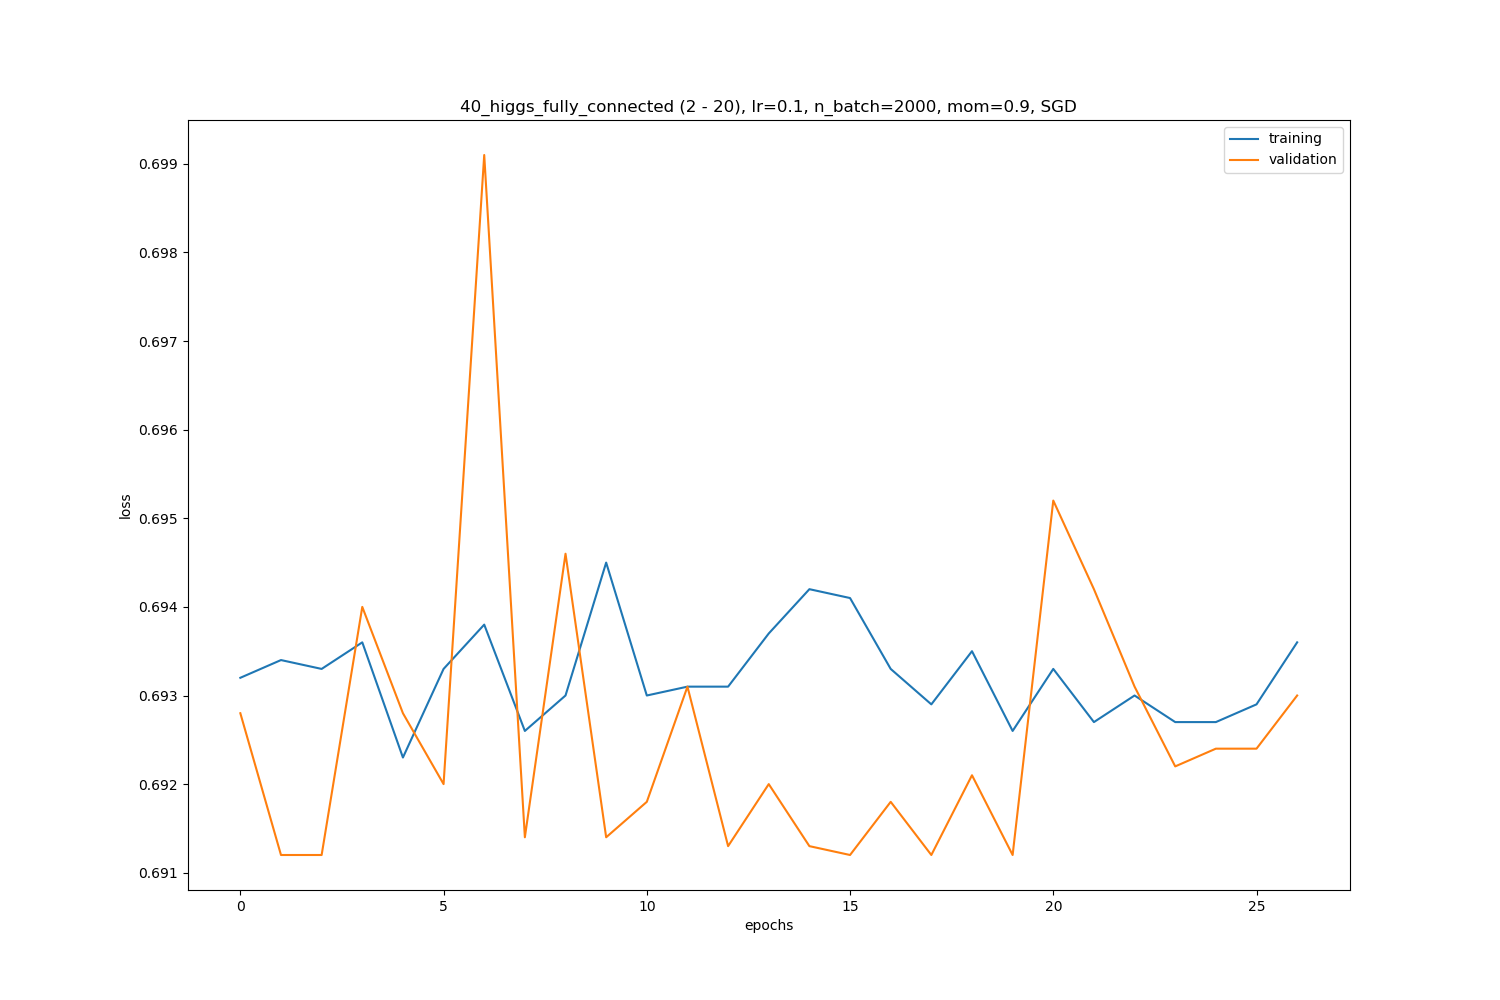 40_higgs_fully_connected (2 - 20), lr=0.1, n_batch=2000, mom=0.9, SGD
training
validation
0.699
0.698
0.697
0.696
0.695
0.694
0.693
0.692
0.691
loss
0 5 10 15 20 25
epochs